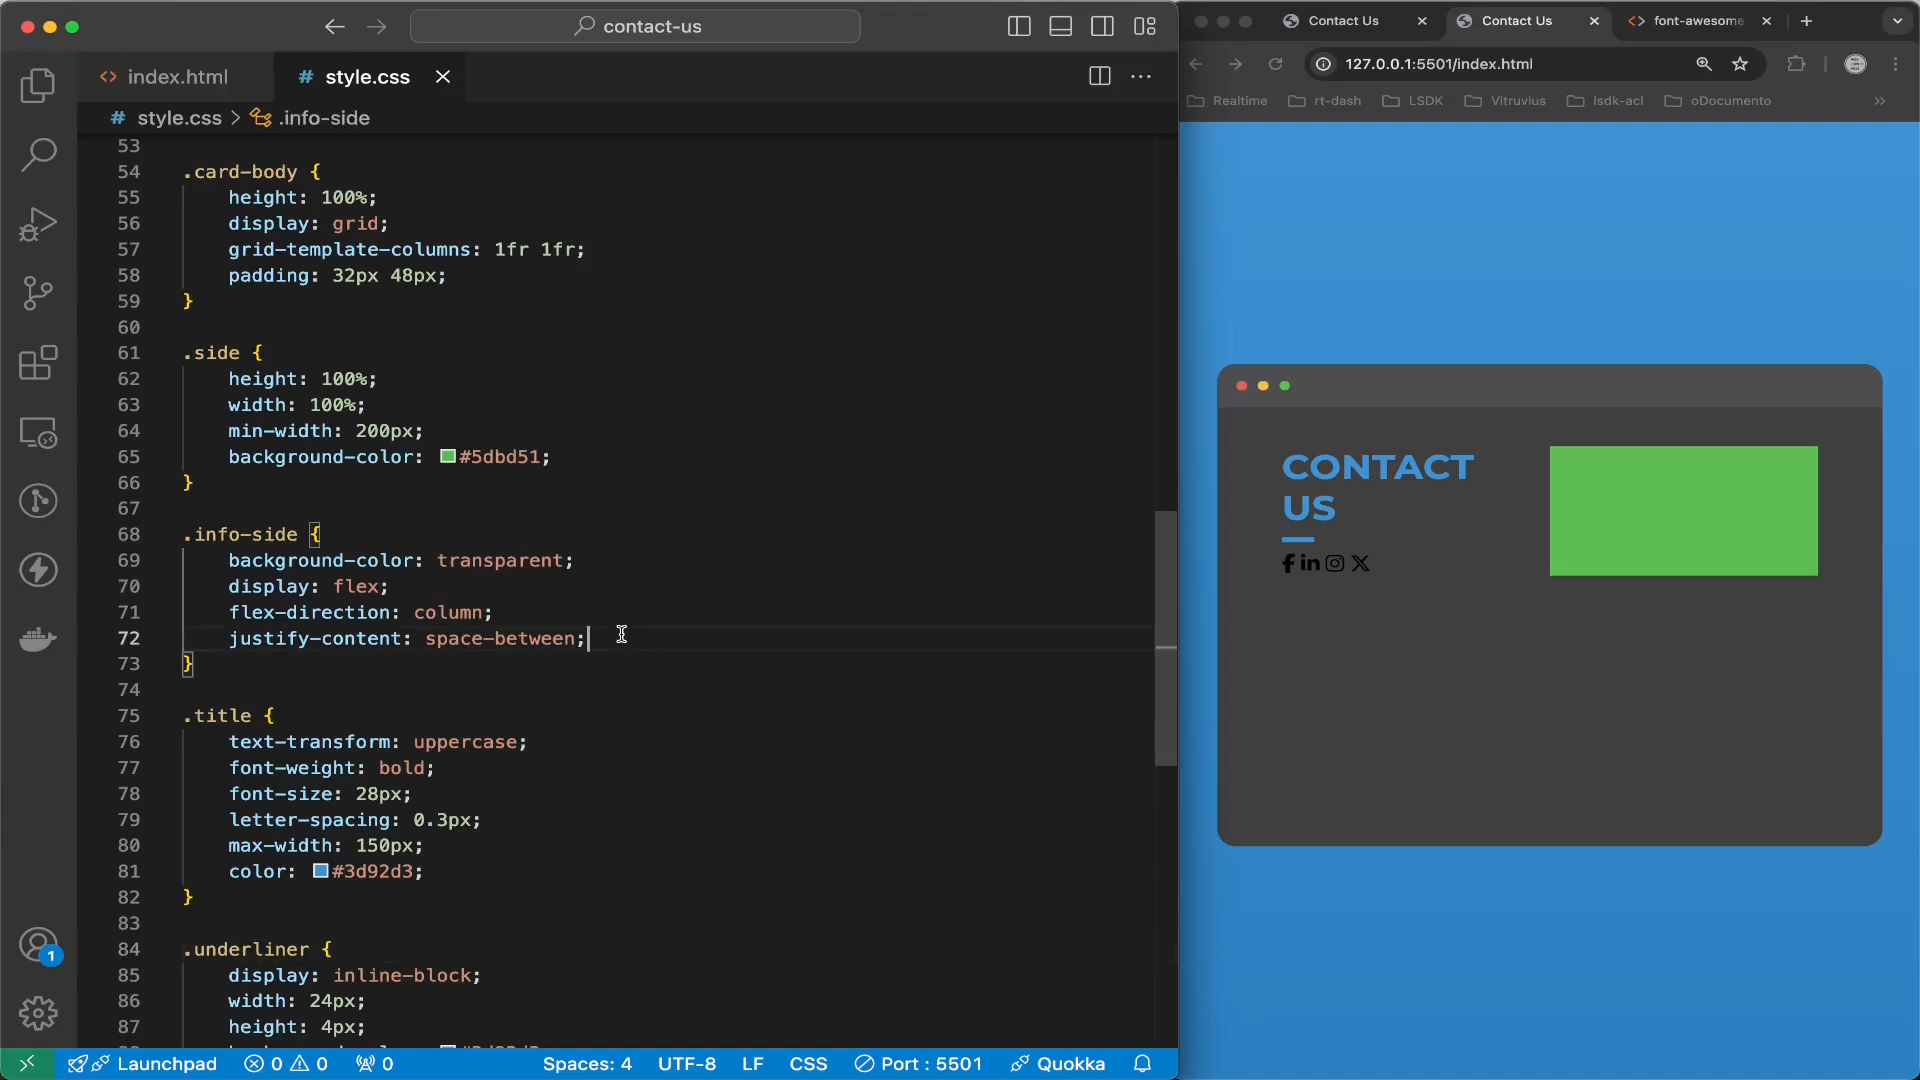 contact-us
index.html
style.css
style.css > .info-side
53
54 .card-body {
55 height: 100%;
56 display: grid;
57 grid-template-columns: 1fr 1fr;
58 padding: 32px 48px;
59 }
60
61 .side {
62 height: 100%;
63 width: 100%;
64 min-width: 200px;
65 background-color: #5dbd51;
66 }
67
68 .info-side {
69 background-color: transparent;
70 display: flex;
71 flex-direction: column;
72 justify-content: space-between;
73 }
74
75 .title {
76 text-transform: uppercase;
77 font-weight: bold;
78 font-size: 28px;
79 letter-spacing: 0.3px;
80 max-width: 150px;
81 color: #3d92d3;
82 }
83
84 .underliner {
85 display: inline-block;
86 width: 24px;
87 height: 4px;
1
Launchpad 0 0 0 Spaces: 4 UTF-8 LF CSS Port : 5501 Quokka
Contact Us Contact Us font-awesome
127.0.0.1:5501/index.html
Realtime rt-dash LSDK Vitruvius lsdk-acl oDocumento
CONTACT
US